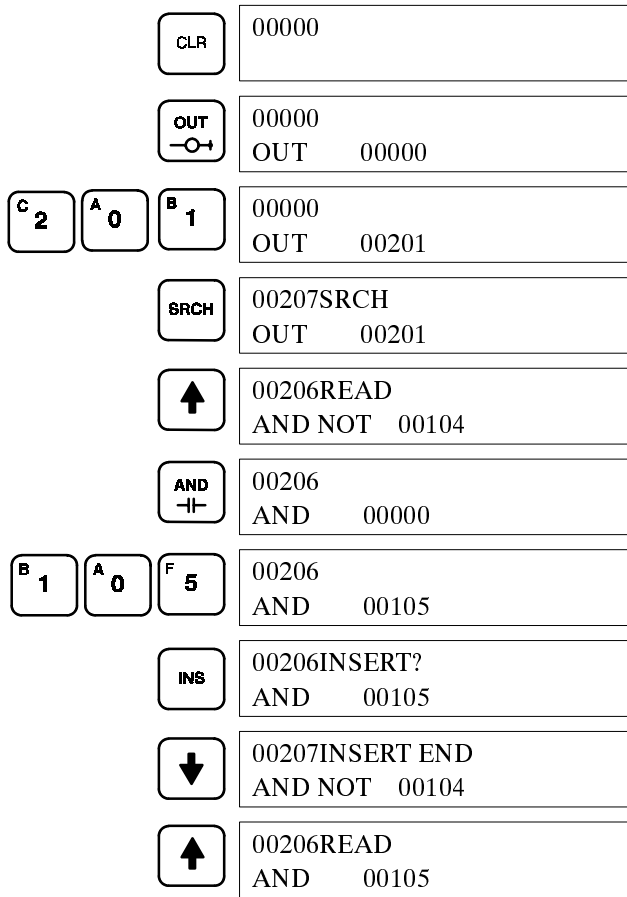 CLR
00000
OUT
00000
OUT 00000
C 2 A 0 B 1
00000
OUT 00201
SRCH
00207SRCH
OUT 00201
00206READ
AND NOT 00104
AND
00206
AND 00000
B 1 A 0 F 5
00206
AND 00105
INS
00206INSERT?
AND 00105
00207INSERT END
AND NOT 00104
00206READ
AND 00105